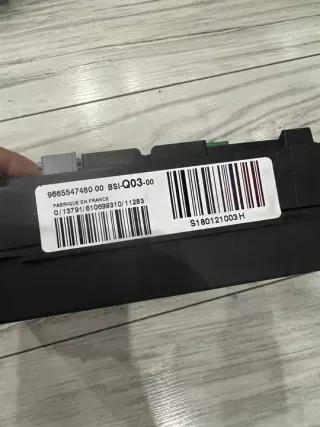 9665547480 00 BSI-Q03-00
FABRIQUE EN FRANCE
0/13791/610699310/11283
S180121003H